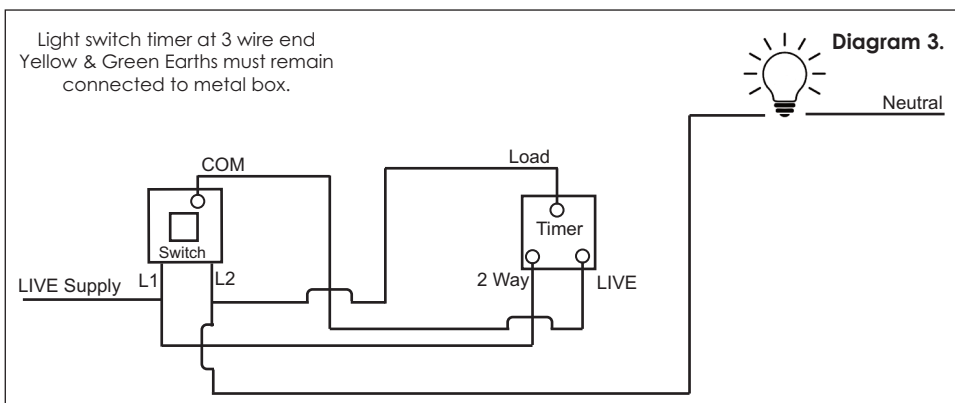 Light switch timer at 3 wire end
Yellow & Green Earths must remain
connected to metal box.
Diagram 3.
Neutral
COM
Load
Switch
Timer
LIVE Supply
L1
L2
2 Way
LIVE